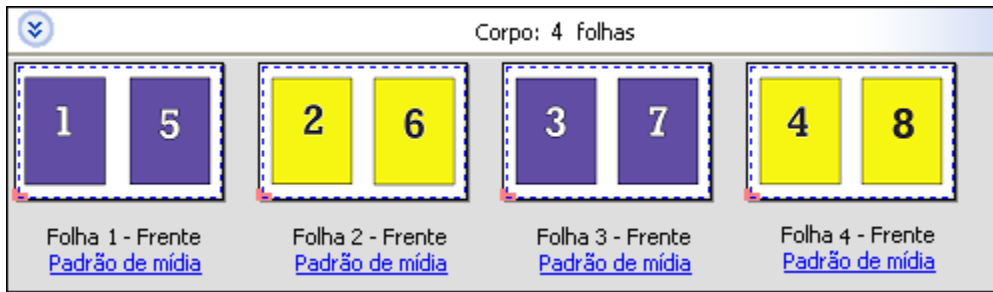 Corpo: 4 folhas
1 5 2 6 3 7 4 8
Folha 1 - Frente Folha 2 - Frente Folha 3 - Frente Folha 4 - Frente
Padrão de mídia Padrão de mídia Padrão de mídia Padrão de mídia